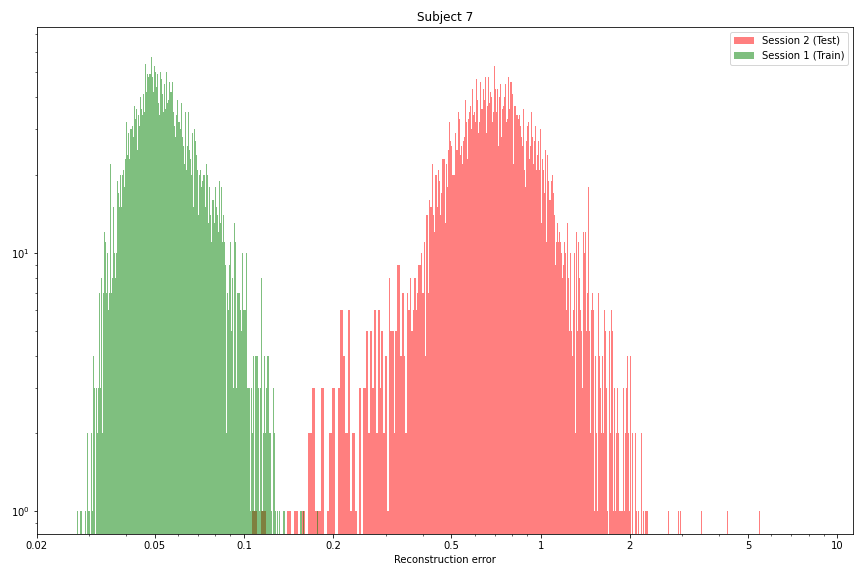 Subject 7
Session 2 (Test)
Session 1 (Train)
10¹
10⁰
0.02 0.05 0.1 0.2 0.5 1 2 5 10
Reconstruction error